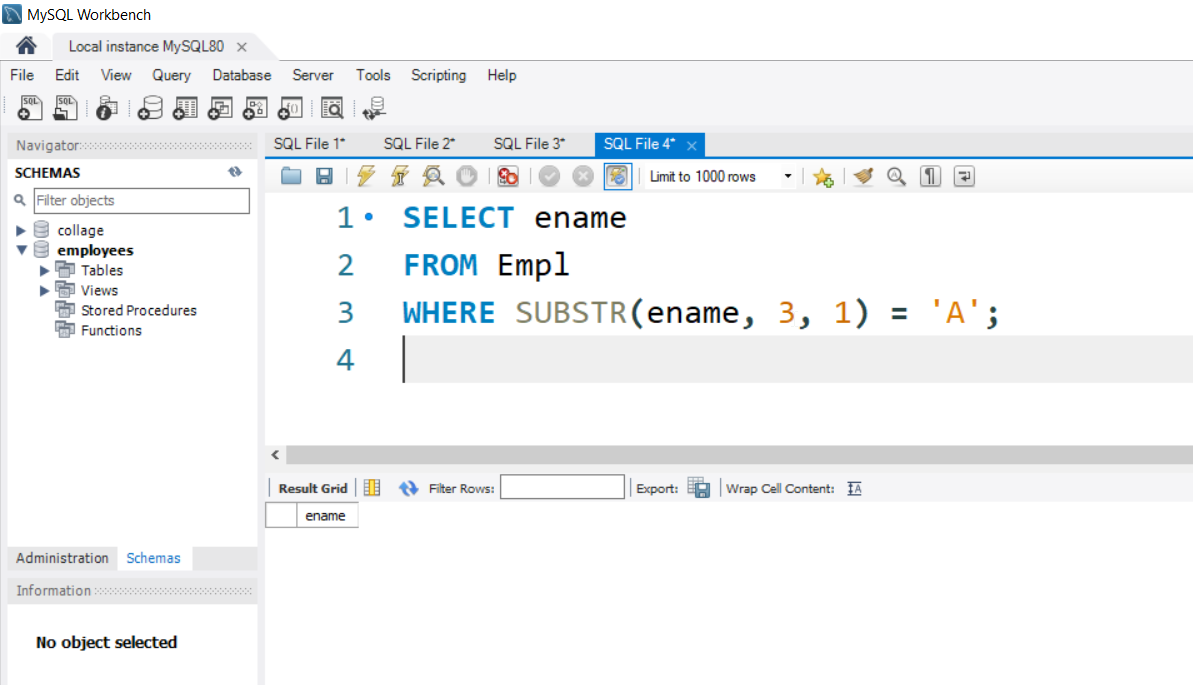 MySQL Workbench
Local instance MySQL80
File Edit View Query Database Server Tools Scripting Help
Navigator
SCHEMAS
Filter objects
collage
employees
Tables
Views
Stored Procedures
Functions
Administration Schemas
Information
No object selected
SQL File 1* SQL File 2* SQL File 3* SQL File 4*
Limit to 1000 rows
1 SELECT ename
2 FROM Empl
3 WHERE SUBSTR(ename, 3, 1) = 'A';
4
Result Grid Filter Rows: Export: Wrap Cell Content:
ename